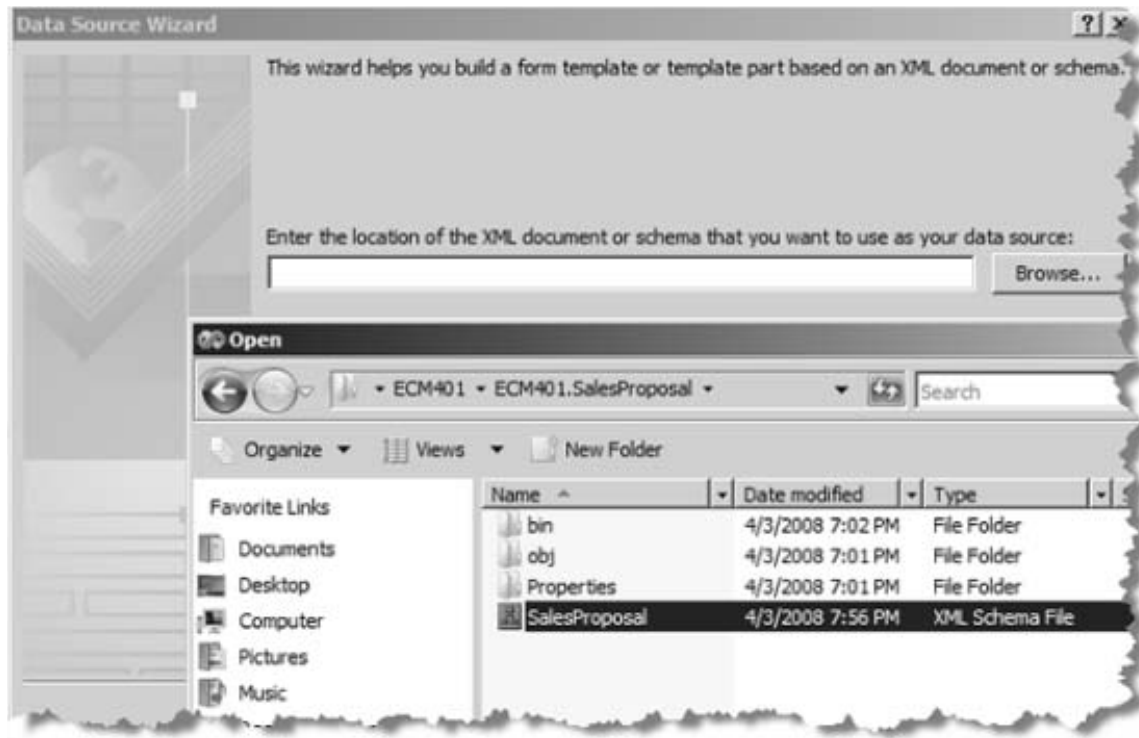 Data Source Wizard
This wizard helps you build a form template or template part based on an XML document or schema.
Enter the location of the XML document or schema that you want to use as your data source:
Browse...
Open
ECM401 ECM401.SalesProposal Search
Organize Views New Folder
Favorite Links
Documents
Desktop
Computer
Pictures
Music
Name Date modified Type
bin 4/3/2008 7:02 PM File Folder
obj 4/3/2008 7:01 PM File Folder
Properties 4/3/2008 7:01 PM File Folder
SalesProposal 4/3/2008 7:56 PM XML Schema File